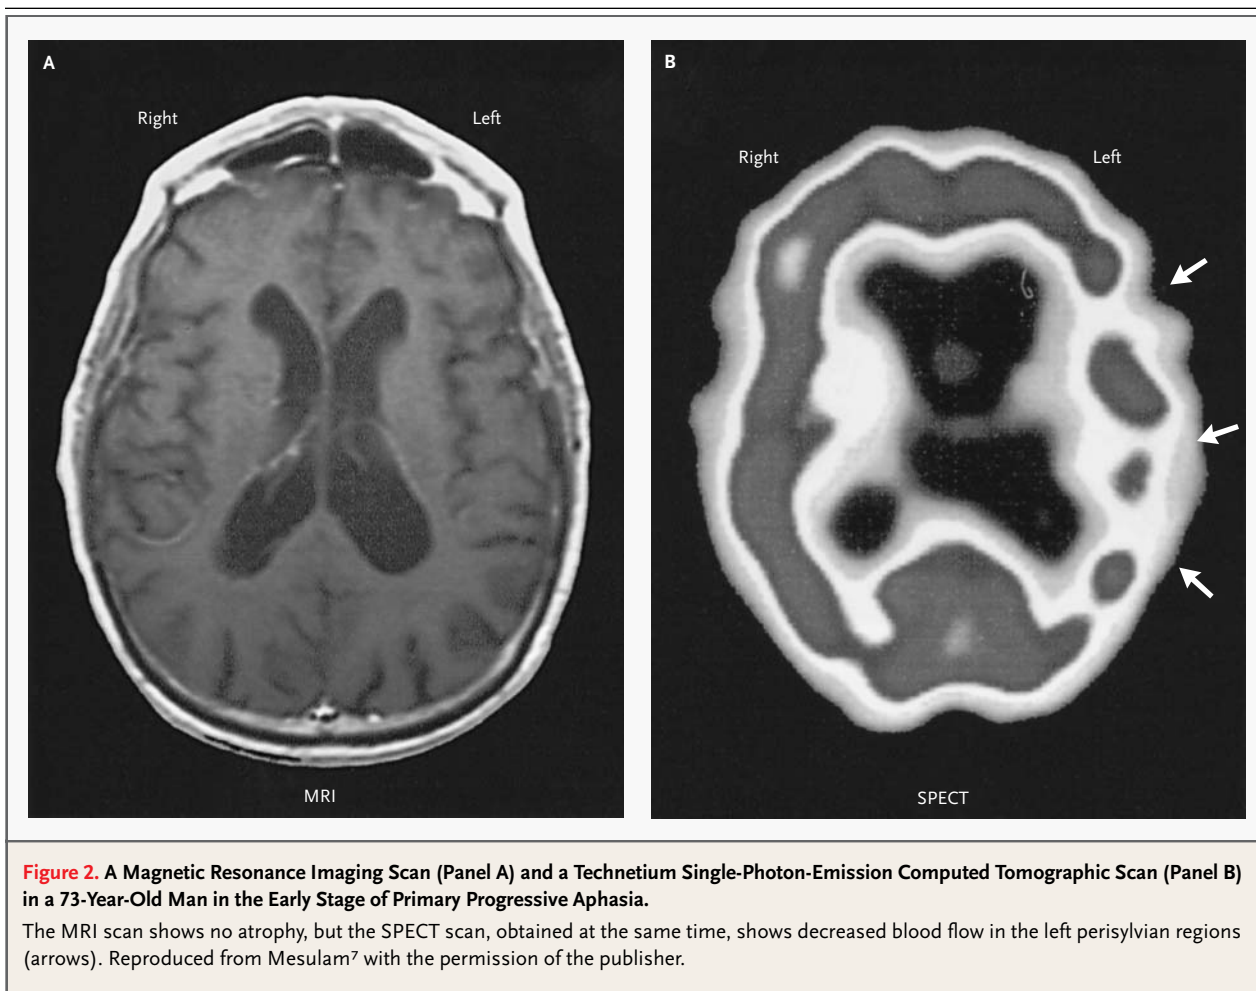 A
Right
Left
MRI
B
Right
Left
SPECT
Figure 2. A Magnetic Resonance Imaging Scan (Panel A) and a Technetium Single-Photon-Emission Computed Tomographic Scan (Panel B)
in a 73-Year-Old Man in the Early Stage of Primary Progressive Aphasia.
The MRI scan shows no atrophy, but the SPECT scan, obtained at the same time, shows decreased blood flow in the left perisylvian regions
(arrows). Reproduced from Mesulam⁷ with the permission of the publisher.